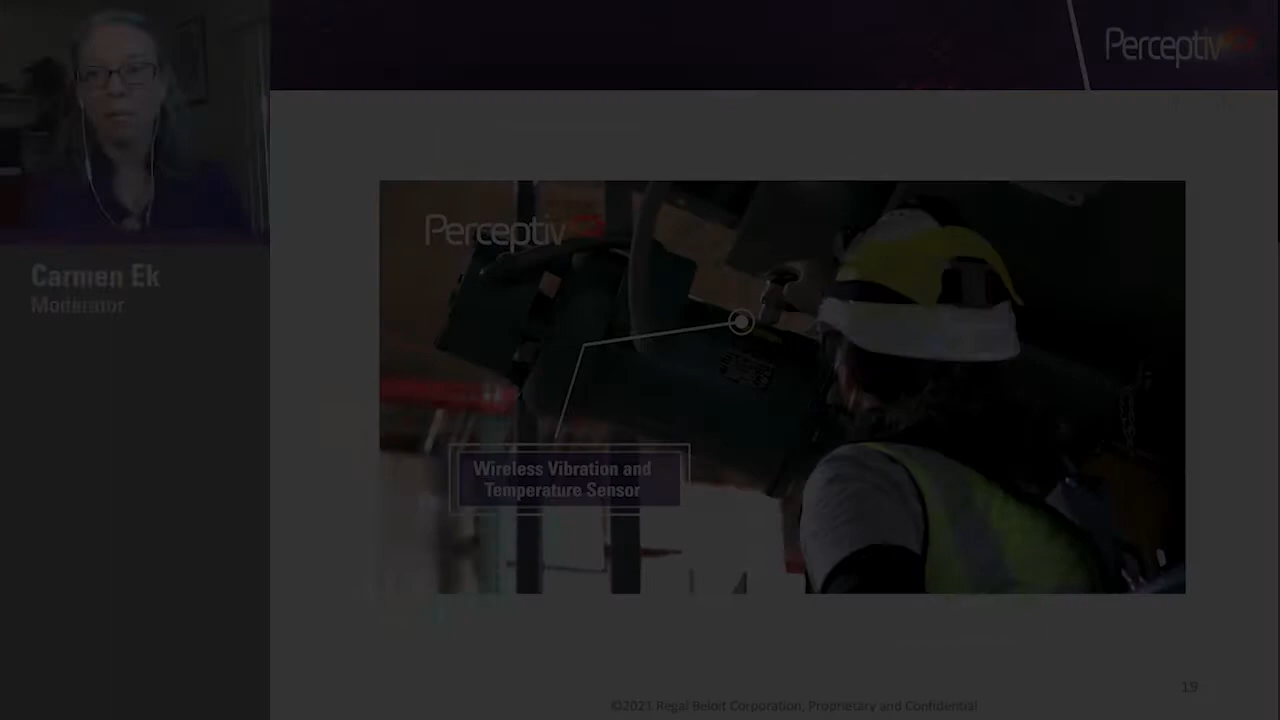 Perceptiv
Carmen Ek
Moderator
Perceptiv
Wireless Vibration and
Temperature Sensor
19
©2021 Regal Beloit Corporation, Proprietary and Confidential